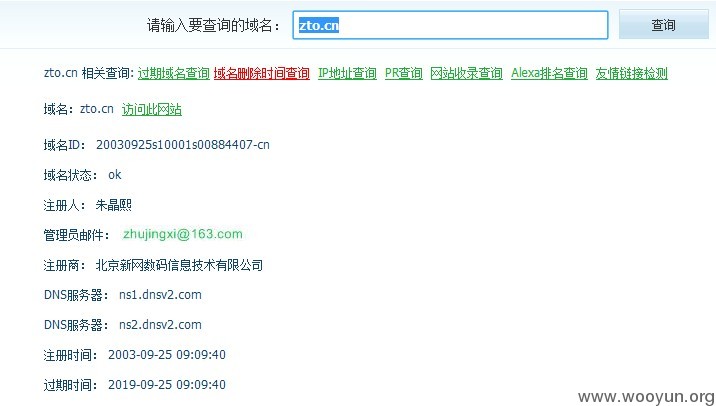 请输入要查询的域名： zto.cn 查询
zto.cn 相关查询: 过期域名查询 域名删除时间查询 IP地址查询 PR查询 网站收录查询 Alexa排名查询 友情链接检测
域名：zto.cn 访问此网站
域名ID： 20030925s10001s00884407-cn
域名状态： ok
注册人： 朱晶熙
管理员邮件： zhujingxi@163.com
注册商： 北京新网数码信息技术有限公司
DNS服务器： ns1.dnsv2.com
DNS服务器： ns2.dnsv2.com
注册时间： 2003-09-25 09:09:40
过期时间： 2019-09-25 09:09:40
www.wooyun.org